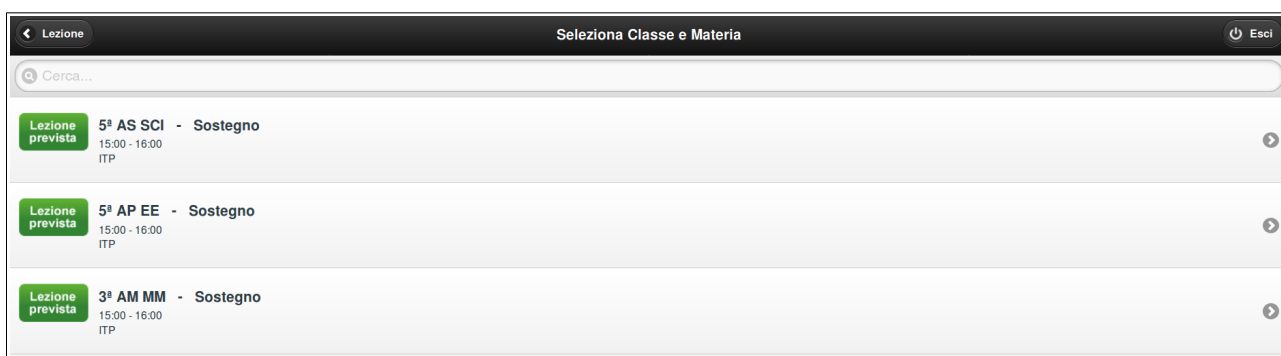 Lezione
Seleziona Classe e Materia
Esci
Cerca...
Lezione
prevista
5ª AS SCI - Sostegno
15:00 - 16:00
ITP
Lezione
prevista
5ª AP EE - Sostegno
15:00 - 16:00
ITP
Lezione
prevista
3ª AM MM - Sostegno
15:00 - 16:00
ITP